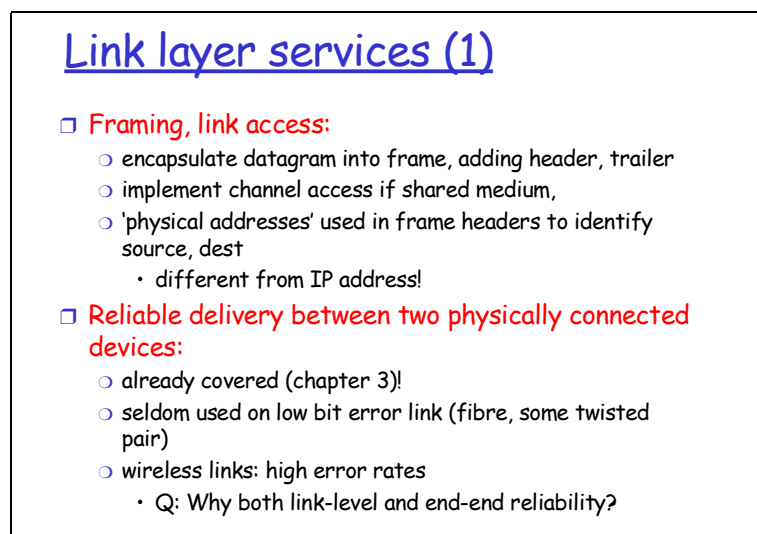 Link layer services (1)
Framing, link access:
encapsulate datagram into frame, adding header, trailer
implement channel access if shared medium,
‘physical addresses’ used in frame headers to identify
source, dest
• different from IP address!
Reliable delivery between two physically connected
devices:
already covered (chapter 3)!
seldom used on low bit error link (fibre, some twisted
pair)
wireless links: high error rates
• Q: Why both link-level and end-end reliability?